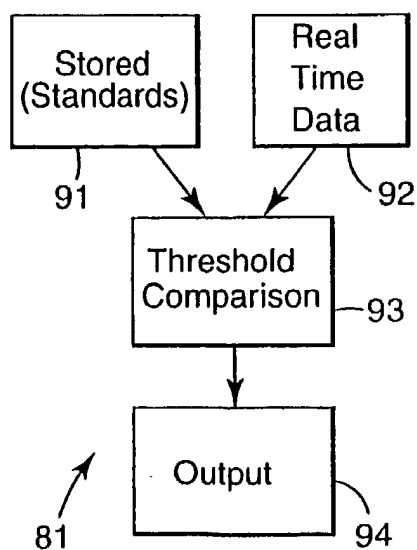 Stored
(Standards)
Real
Time
Data
91
92
Threshold
Comparison
93
Output
81
94